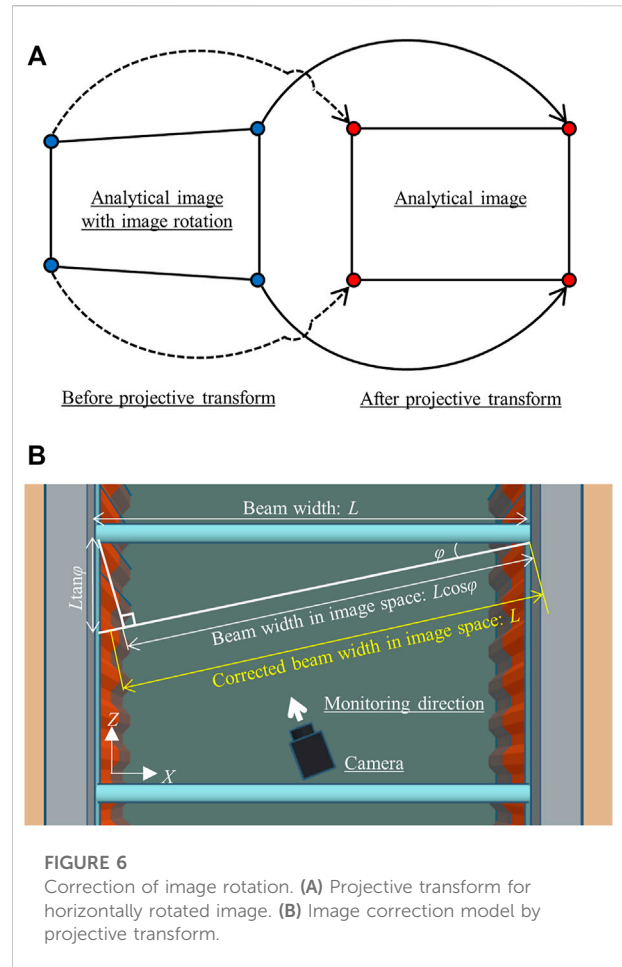 A
Analytical image
with image rotation
Analytical image
Before projective transform
After projective transform
B
Beam width: L
φ
Ltanφ
Beam width in image space: Lcosφ
Corrected beam width in image space: L
Monitoring direction
Z
Camera
X
FIGURE 6
Correction of image rotation. (A) Projective transform for
horizontally rotated image. (B) Image correction model by
projective transform.